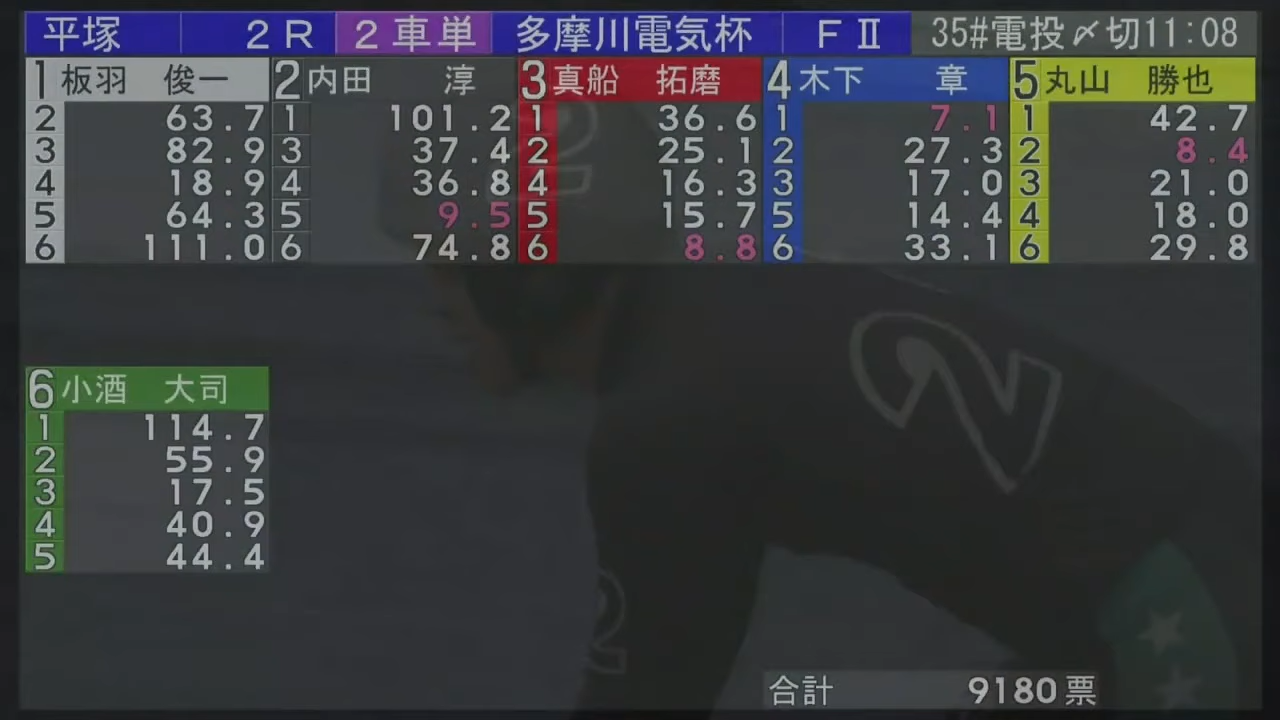 平塚 2R 2車単 多摩川電気杯 FⅡ 35#電投〆切11:08
1 板羽 俊一 2 内田 淳 3 真船 拓磨 4 木下 章 5 丸山 勝也
2 63.7 1 101.2 1 36.6 1 7.1 1 42.7
3 82.9 3 37.4 2 25.1 2 27.3 2 8.4
4 18.9 4 36.8 4 16.3 3 17.0 3 21.0
5 64.3 5 9.5 5 15.7 5 14.4 4 18.0
6 111.0 6 74.8 6 8.8 6 33.1 6 29.8
6 小酒 大司
1 114.7
2 55.9
3 17.5
4 40.9
5 44.4
2
2
2
合計 9180票